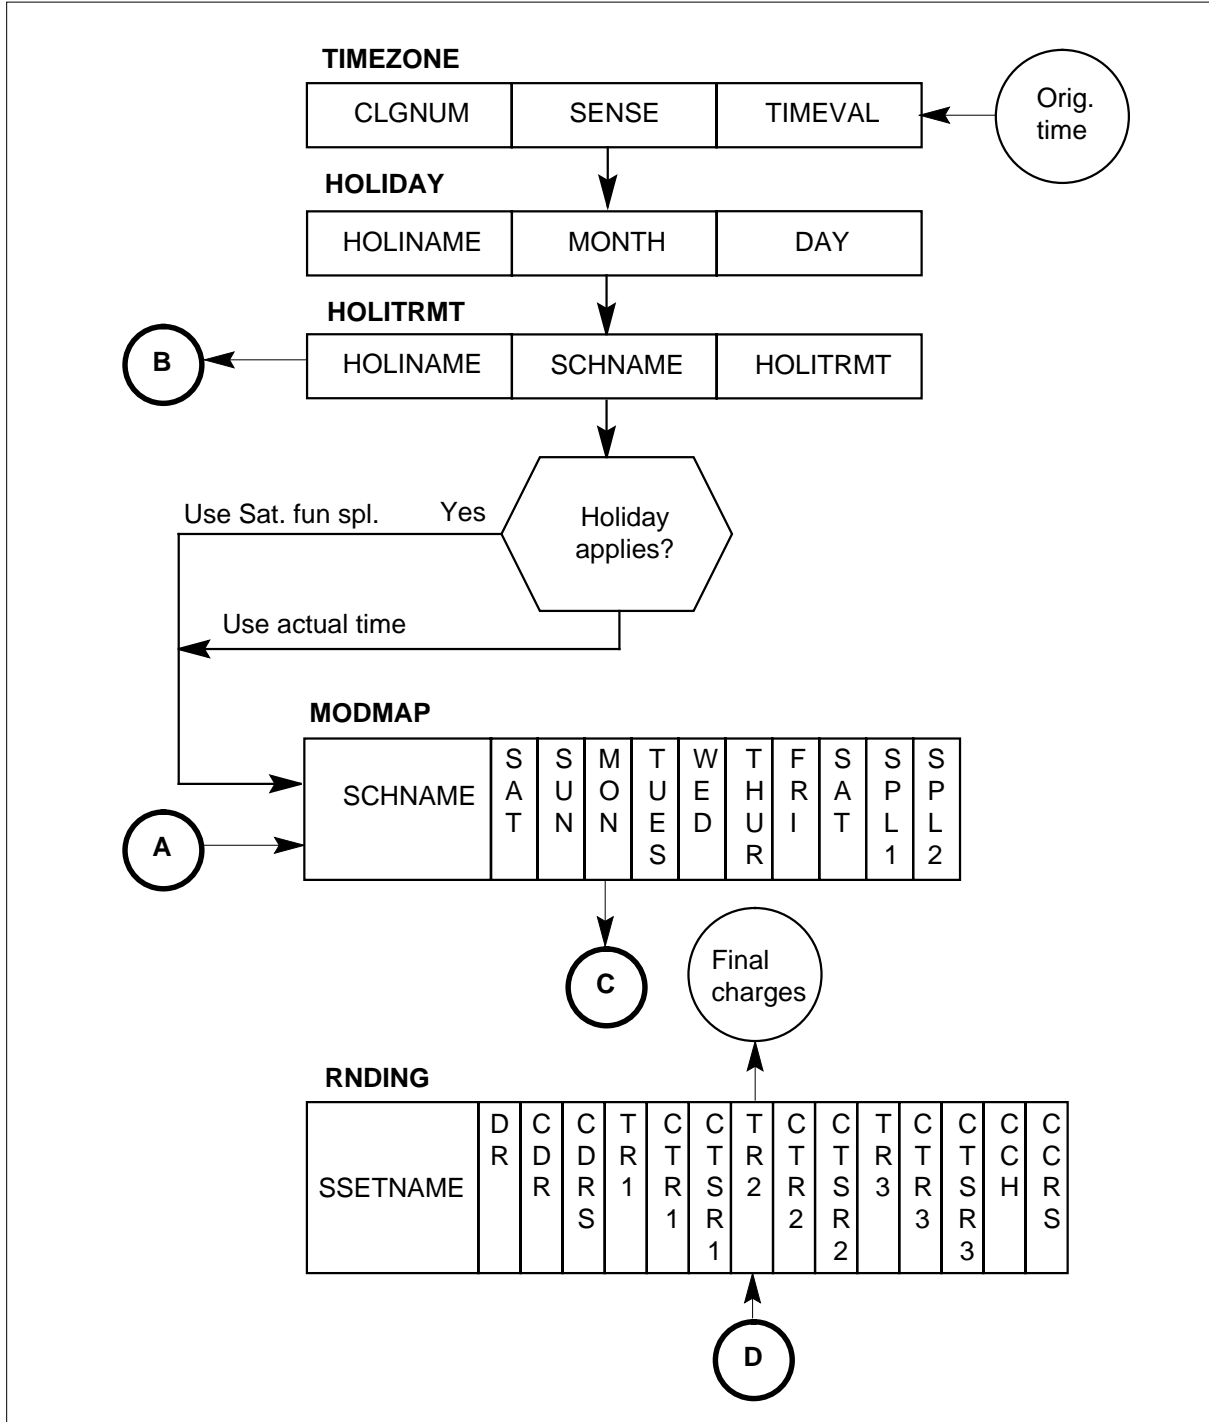 TIMEZONE
CLGNUM SENSE TIMEVAL
Orig.
time
HOLIDAY
HOLINAME MONTH DAY
HOLITRMT
B
HOLINAME SCHNAME HOLITRMT
Use Sat. fun spl. Yes
Holiday
applies?
Use actual time
MODMAP
SCHNAME SAT SUN MON TUES WED THUR FRI SAT SPL1 SPL2
A
C
Final
charges
RNDING
SSETNAME DR CDR CDRS TR1 CTR1 CTSR1 TR2 CTR2 CTSR2 TR3 CTR3 CTSR3 CCH CCRS
D